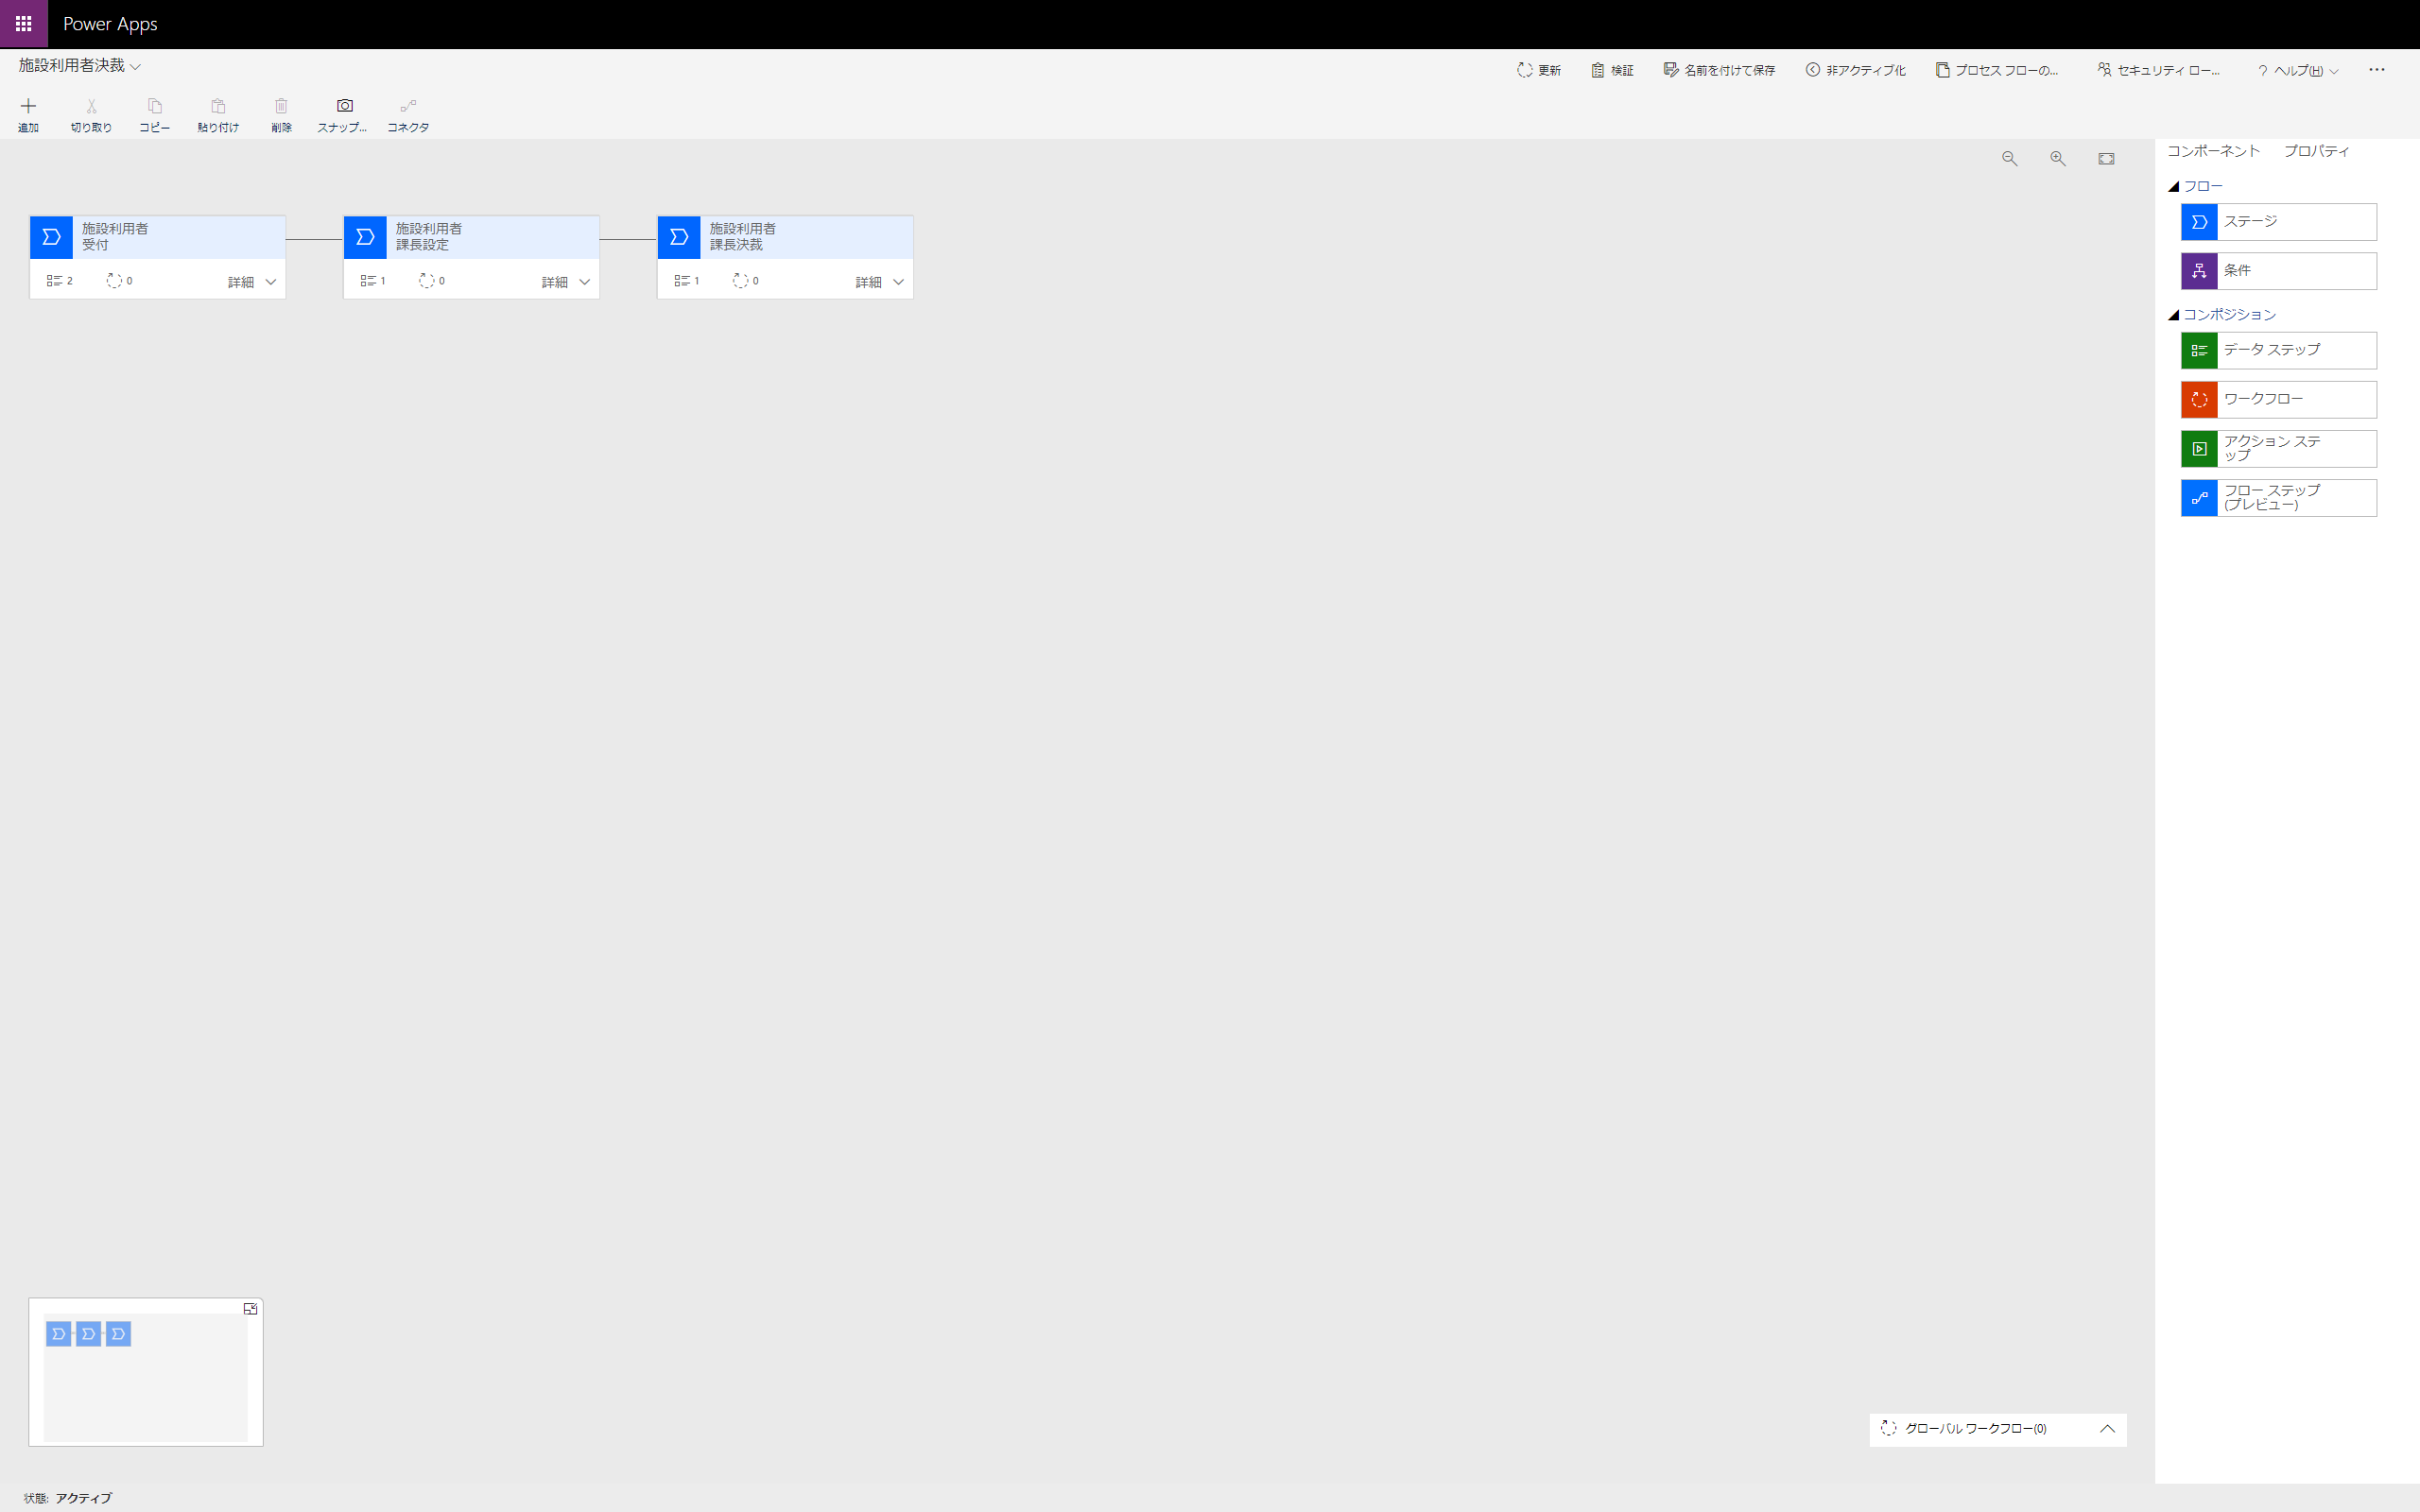 Power Apps
施設利用者決裁
更新
検証
名前を付けて保存
非アクティブ化
プロセス フローの...
セキュリティ ロー...
? ヘルプ(H)
追加
切り取り
コピー
貼り付け
削除
スナップ...
コネクタ
コンポーネント
プロパティ
フロー
ステージ
条件
コンポジション
データ ステップ
ワークフロー
アクション ステ
ップ
フロー ステップ
(プレビュー)
施設利用者
受付
2
0
詳細
施設利用者
課長設定
1
0
詳細
施設利用者
課長決裁
1
0
詳細
グローバル ワークフロー(0)
状態: アクティブ